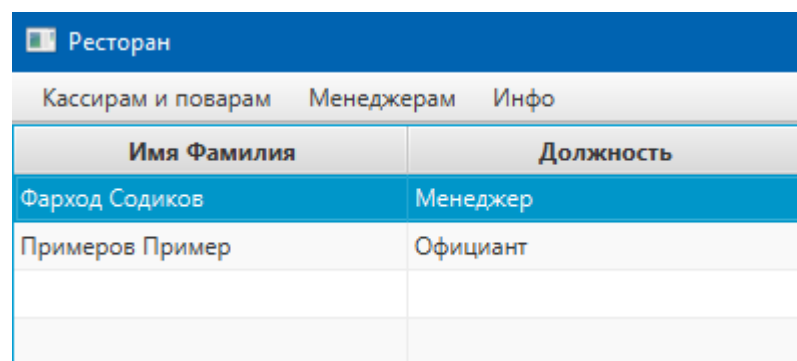 Ресторан
Кассирам и поварам Менеджерам Инфо
Имя Фамилия Должность
Фарход Содиков Менеджер
Примеров Пример Официант